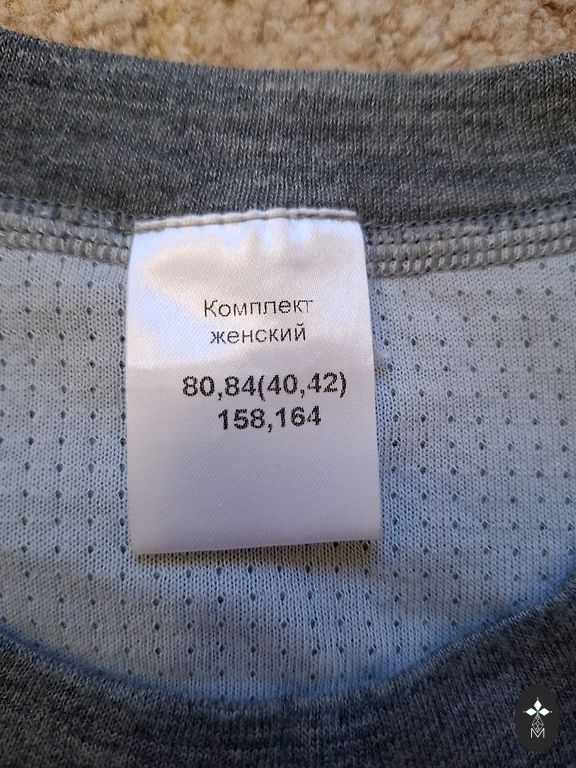 Комплект
женский
80,84(40,42)
158,164
M